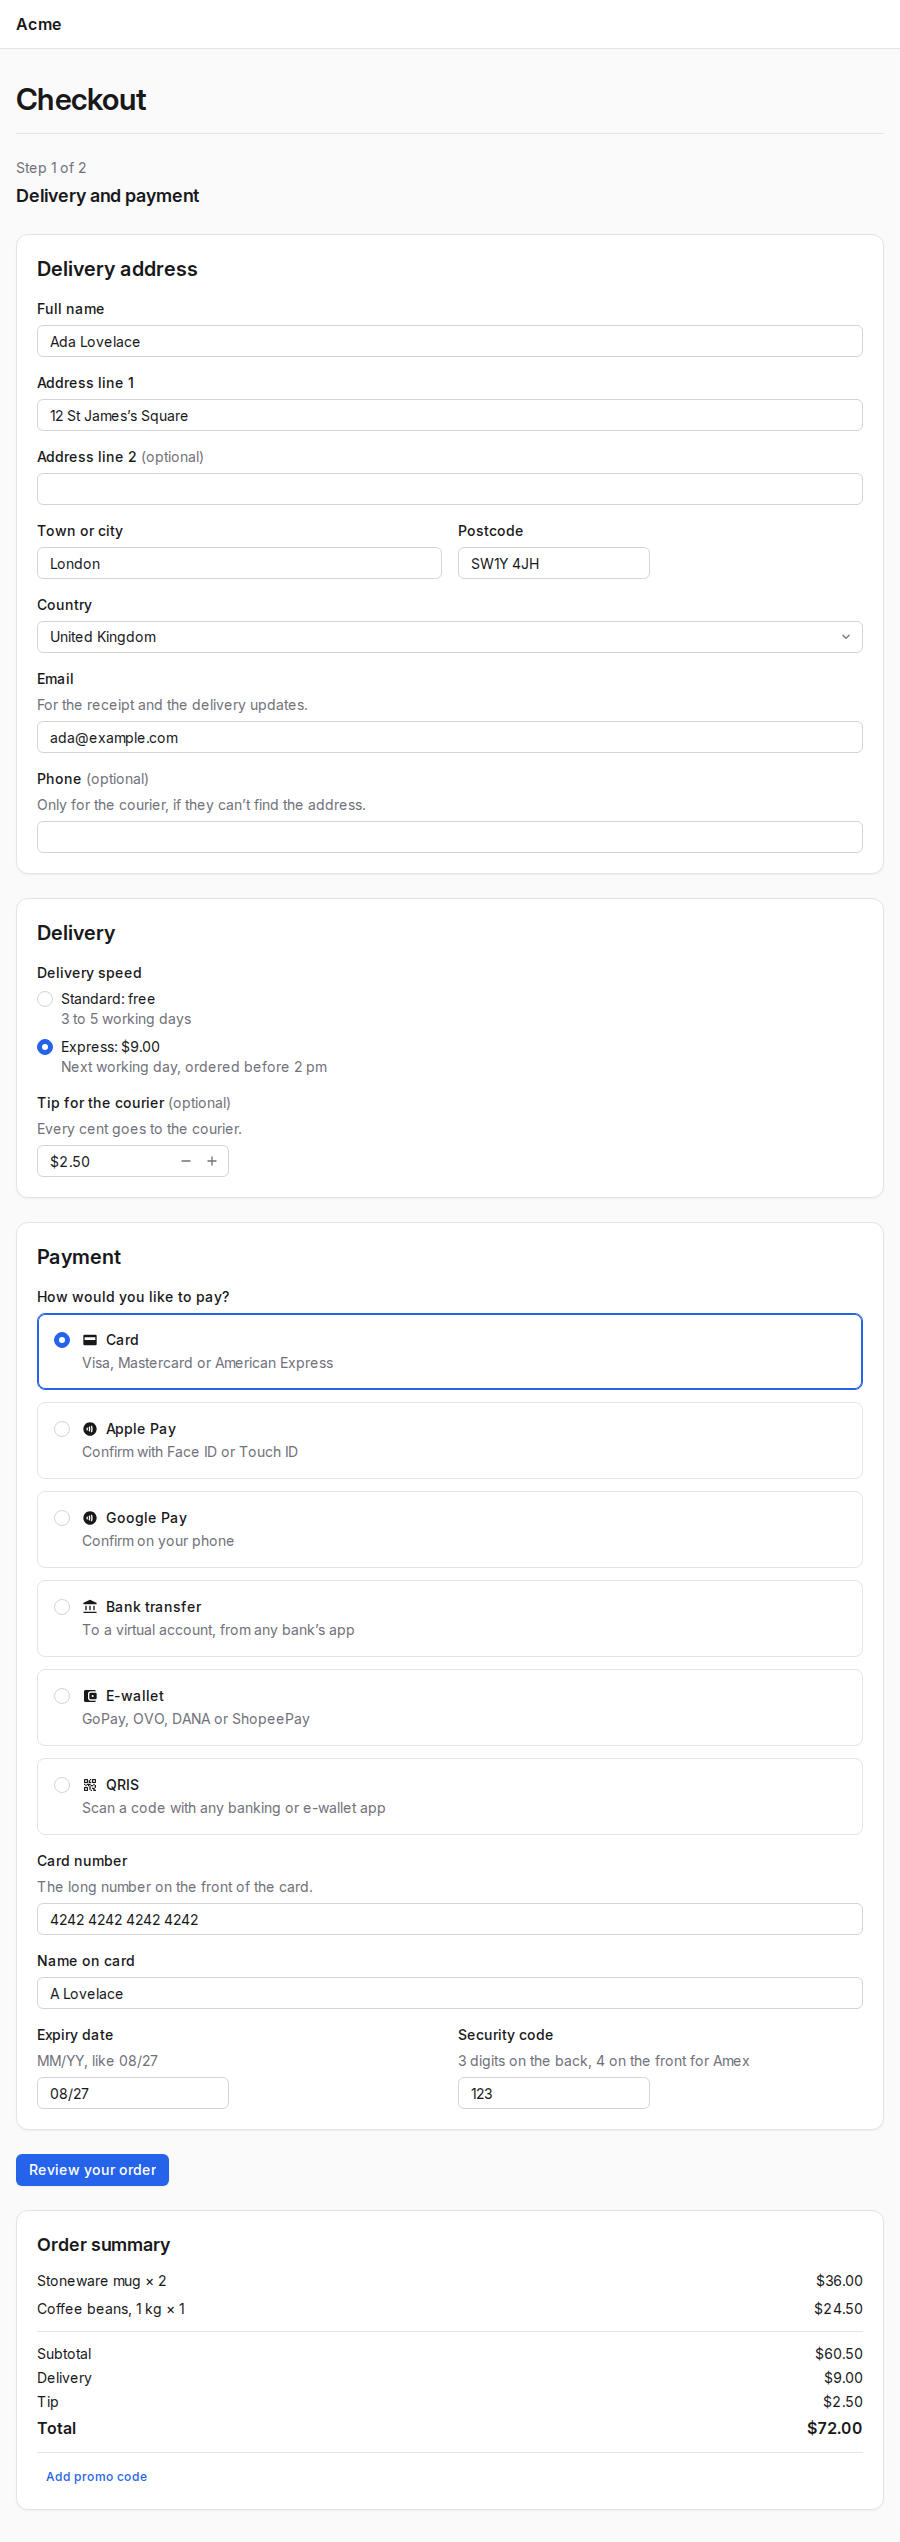 Acme
Checkout
Step 1 of 2
Delivery and payment
Delivery address
Full name
Ada Lovelace
Address line 1
12 St James’s Square
Address line 2 (optional)
Town or city
Postcode
London
SW1Y 4JH
Country
United Kingdom
Email
For the receipt and the delivery updates.
ada@example.com
Phone (optional)
Only for the courier, if they can’t find the address.
Delivery
Delivery speed
Standard: free
3 to 5 working days
Express: $9.00
Next working day, ordered before 2 pm
Tip for the courier (optional)
Every cent goes to the courier.
$2.50
Payment
How would you like to pay?
Card
Visa, Mastercard or American Express
Apple Pay
Confirm with Face ID or Touch ID
Google Pay
Confirm on your phone
Bank transfer
To a virtual account, from any bank’s app
E-wallet
GoPay, OVO, DANA or ShopeePay
QRIS
Scan a code with any banking or e-wallet app
Card number
The long number on the front of the card.
4242 4242 4242 4242
Name on card
A Lovelace
Expiry date
Security code
MM/YY, like 08/27
3 digits on the back, 4 on the front for Amex
08/27
123
Review your order
Order summary
Stoneware mug × 2 $36.00
Coffee beans, 1 kg × 1 $24.50
Subtotal $60.50
Delivery $9.00
Tip $2.50
Total $72.00
Add promo code